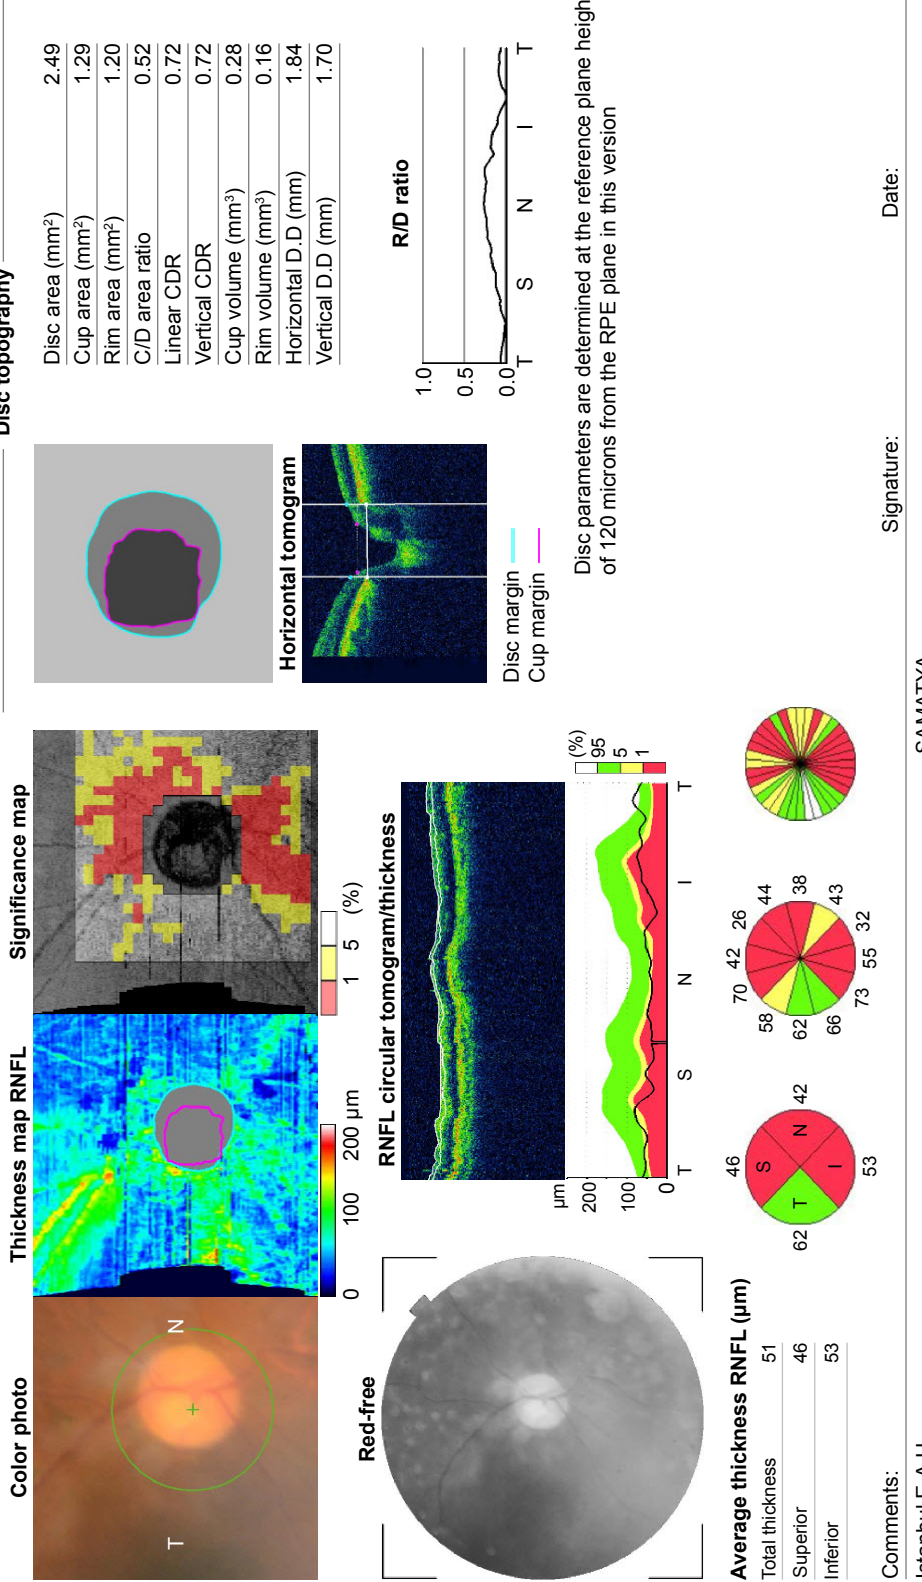 Color photo
Thickness map RNFL
Significance map
Disc topography
T
N
0
100
200 µm
1
5
(%)
Disc area (mm²) 2.49
Cup area (mm²) 1.29
Rim area (mm²) 1.20
C/D area ratio 0.52
Linear CDR 0.72
Vertical CDR 0.72
Cup volume (mm³) 0.28
Rim volume (mm³) 0.16
Horizontal D.D (mm) 1.84
Vertical D.D (mm) 1.70
Horizontal tomogram
Disc margin
Cup margin
R/D ratio
1.0
0.5
0.0
T S N I T
Disc parameters are determined at the reference plane heigh
of 120 microns from the RPE plane in this version
Red-free
RNFL circular tomogram/thickness
µm
200
100
0
T S N I T
(%)
95
5
1
Average thickness RNFL (µm)
Total thickness 51
Superior 46
Inferior 53
46
S
62 T N 42
I
53
42 26 44
70 38
58 43
62 32
66 73 55
Comments:
Signature:
Date:
SAMATYA